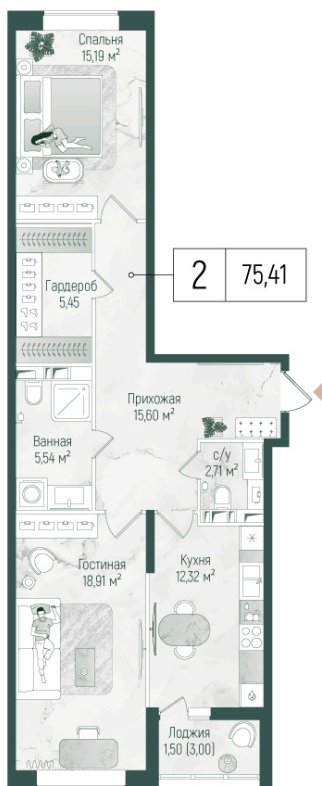 Спальня
15,19 м²
Гардероб
5,45
2
75,41
Прихожая
15,60 м²
Ванная
5,54 м²
с/у
2,71 м²
Гостиная
18,91 м²
Кухня
12,32 м²
Лоджия
1,50 (3,00)